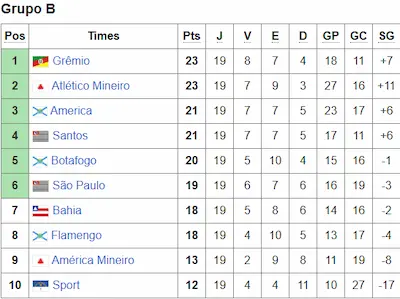 Grupo B
Pos Times Pts J V E D GP GC SG
1 Grêmio 23 19 8 7 4 18 11 +7
2 Atlético Mineiro 23 19 7 9 3 27 16 +11
3 America 21 19 7 7 5 23 17 +6
4 Santos 21 19 7 7 5 17 11 +6
5 Botafogo 20 19 5 10 4 15 16 -1
6 São Paulo 19 19 6 7 6 16 19 -3
7 Bahia 18 19 5 8 6 14 16 -2
8 Flamengo 18 19 4 10 5 13 17 -4
9 América Mineiro 13 19 2 9 8 11 19 -8
10 Sport 12 19 4 4 11 10 27 -17